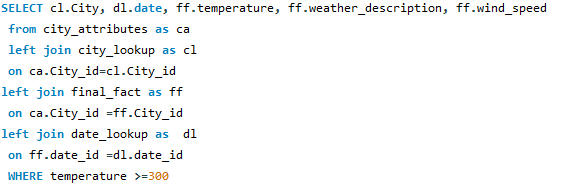 SELECT cl.City, dl.date, ff.temperature, ff.weather_description, ff.wind_speed
from city_attributes as ca
left join city_lookup as cl
on ca.City_id=cl.City_id
left join final_fact as ff
on ca.City_id =ff.City_id
left join date_lookup as  dl
on ff.date_id =dl.date_id
WHERE temperature >=300